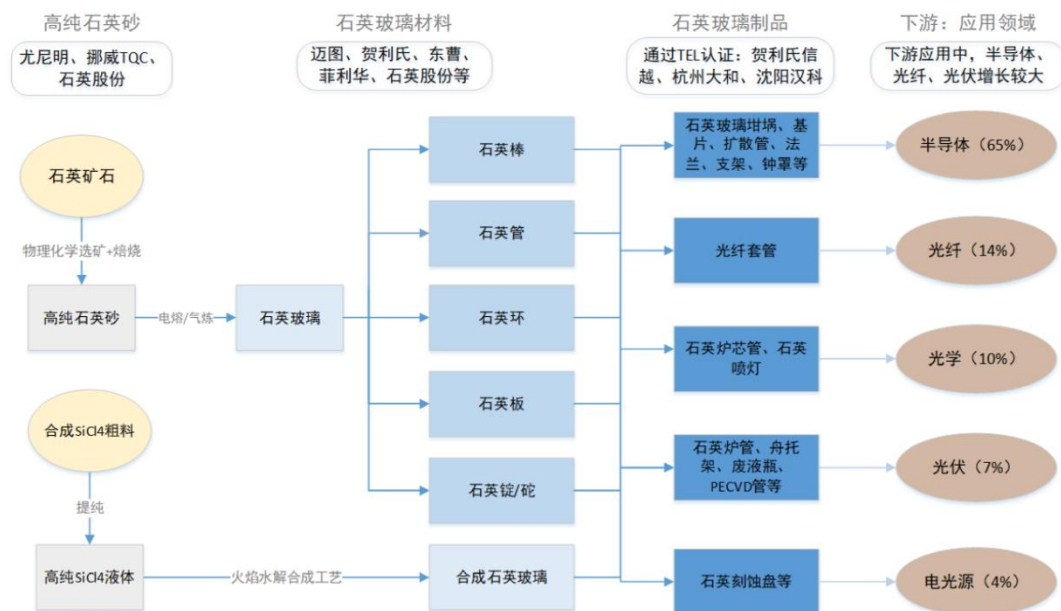 高纯石英砂
尤尼明、挪威TQC、
石英股份
石英矿石
物理化学选矿+焙烧
高纯石英砂
电熔/气炼
石英玻璃
合成SiCl4粗料
提纯
高纯SiCl4液体
火焰水解合成工艺
石英玻璃材料
迈图、贺利氏、东曹、
菲利华、石英股份等
石英棒
石英管
石英环
石英板
石英锭/砣
合成石英玻璃
石英玻璃制品
通过TEL认证：贺利氏信
越、杭州大和、沈阳汉科
石英玻璃坩埚、基
片、扩散管、法
兰、支架、钟罩等
光纤套管
石英炉芯管、石英
喷灯
石英炉管、舟托
架、废液瓶、
PECVD管等
石英刻蚀盘等
下游：应用领域
下游应用中，半导体、
光纤、光伏增长较大
半导体（65%）
光纤（14%）
光学（10%）
光伏（7%）
电光源（4%）